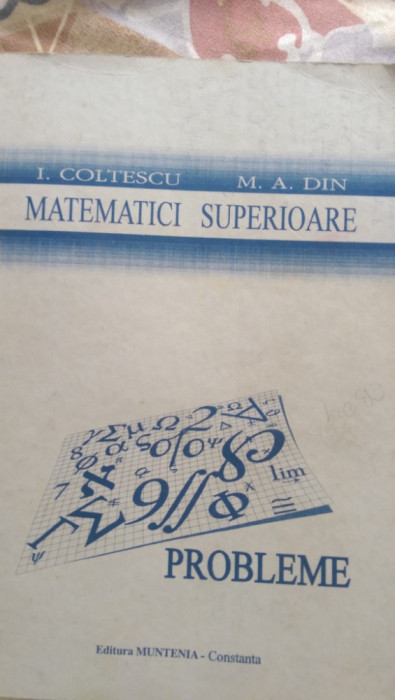 I. COLTESCU M. A. DIN
MATEMATICI SUPERIOARE
lim
PROBLEME
Editura MUNTENIA - Constanta